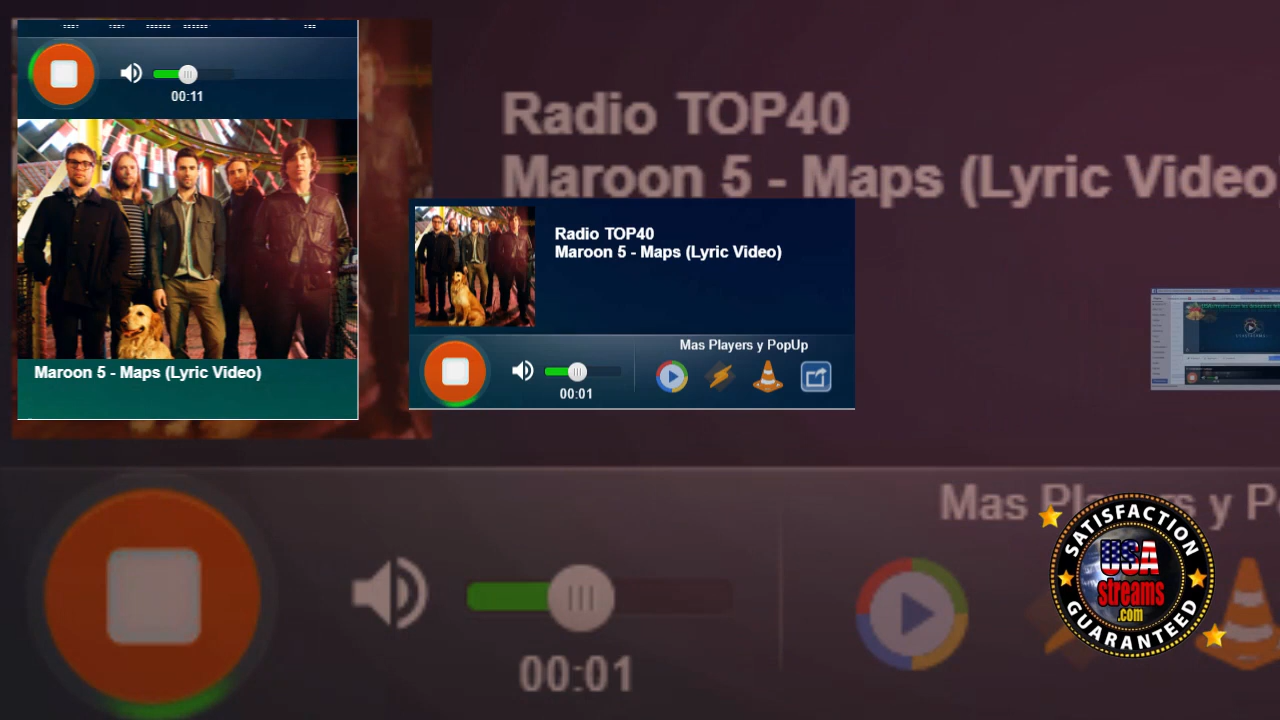 00:11
Maroon 5 - Maps (Lyric Video)
Radio TOP40
Maroon 5 - Maps (Lyric Video
Radio TOP40
Maroon 5 - Maps (Lyric Video)
Mas Players y PopUp
00:01
Mas Players y P
00:01
SATISFACTION
USA
streams
.com
GUARANTEED